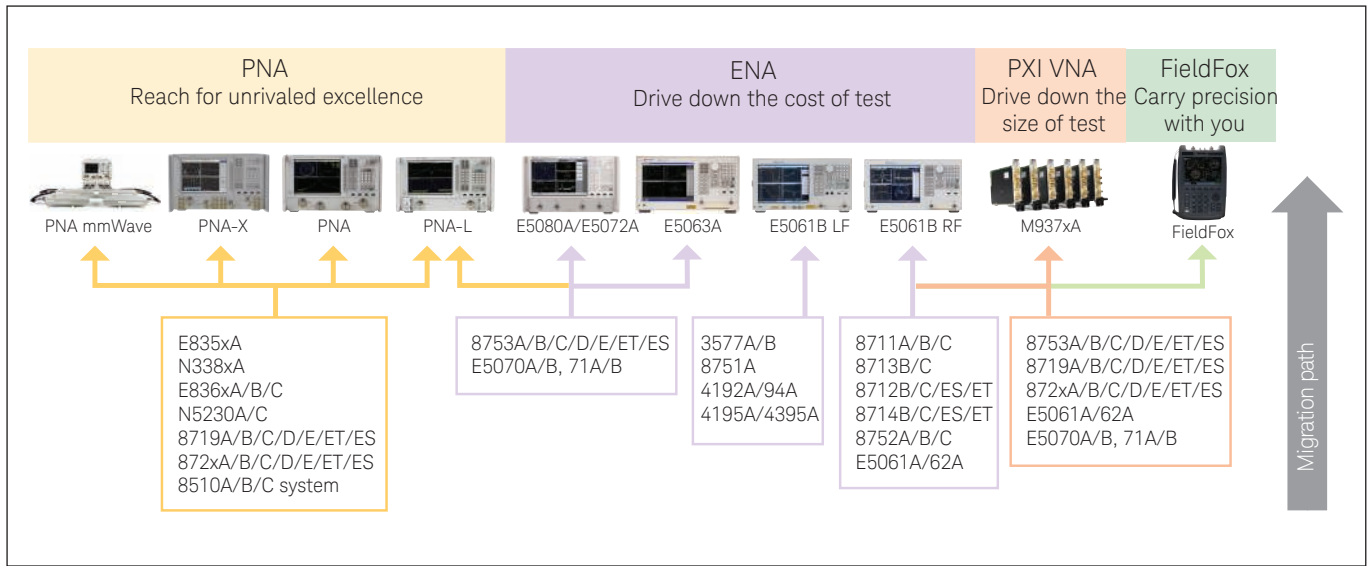 PNA
Reach for unrivaled excellence
ENA
Drive down the cost of test
PXI VNA
Drive down the
size of test
FieldFox
Carry precision
with you
PNA mmWave
PNA-X
PNA
PNA-L
E5080A/E5072A
E5063A
E5061B LF
E5061B RF
M937xA
FieldFox
E835xA
N338xA
E836xA/B/C
N5230A/C
8719A/B/C/D/E/ET/ES
872xA/B/C/D/E/ET/ES
8510A/B/C system
8753A/B/C/D/E/ET/ES
E5070A/B, 71A/B
3577A/B
8751A
4192A/94A
4195A/4395A
8711A/B/C
8713B/C
8712B/C/ES/ET
8714B/C/ES/ET
8752A/B/C
E5061A/62A
8753A/B/C/D/E/ET/ES
8719A/B/C/D/E/ET/ES
872xA/B/C/D/E/ET/ES
E5061A/62A
E5070A/B, 71A/B
Migration path